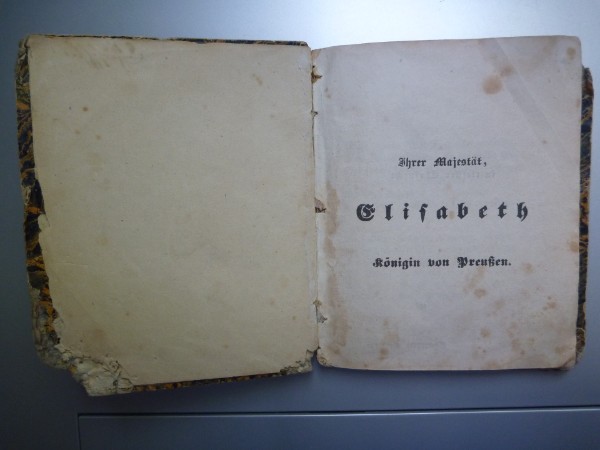 Ihrer Majestät,
Elisabeth
Königin von Preußen.